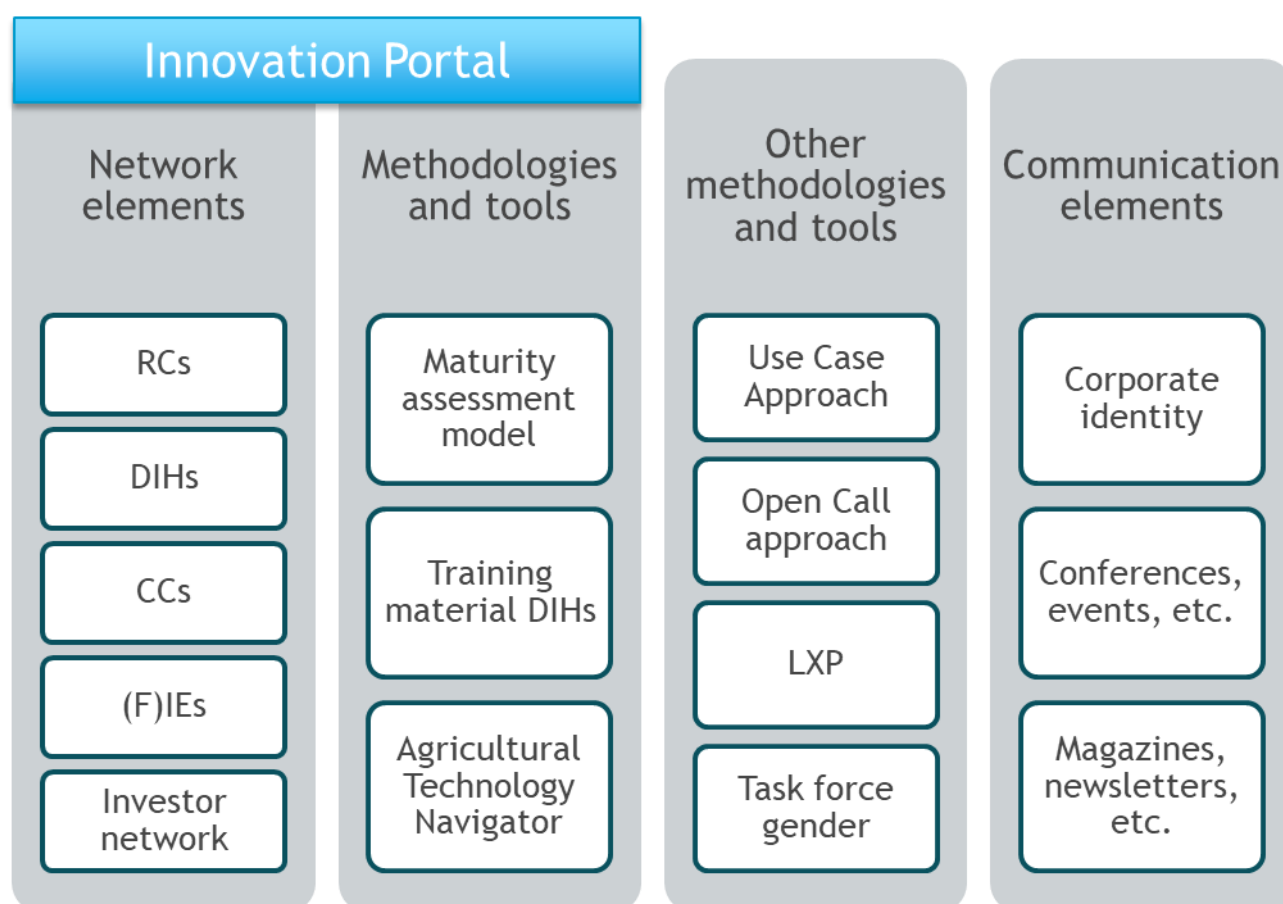 Innovation Portal
Network
elements
RCs
DIHs
CCs
(F)IEs
Investor
network
Methodologies
and tools
Maturity
assessment
model
Training
material DIHs
Agricultural
Technology
Navigator
Other
methodologies
and tools
Use Case
Approach
Open Call
approach
LXP
Task force
gender
Communication
elements
Corporate
identity
Conferences,
events, etc.
Magazines,
newsletters,
etc.